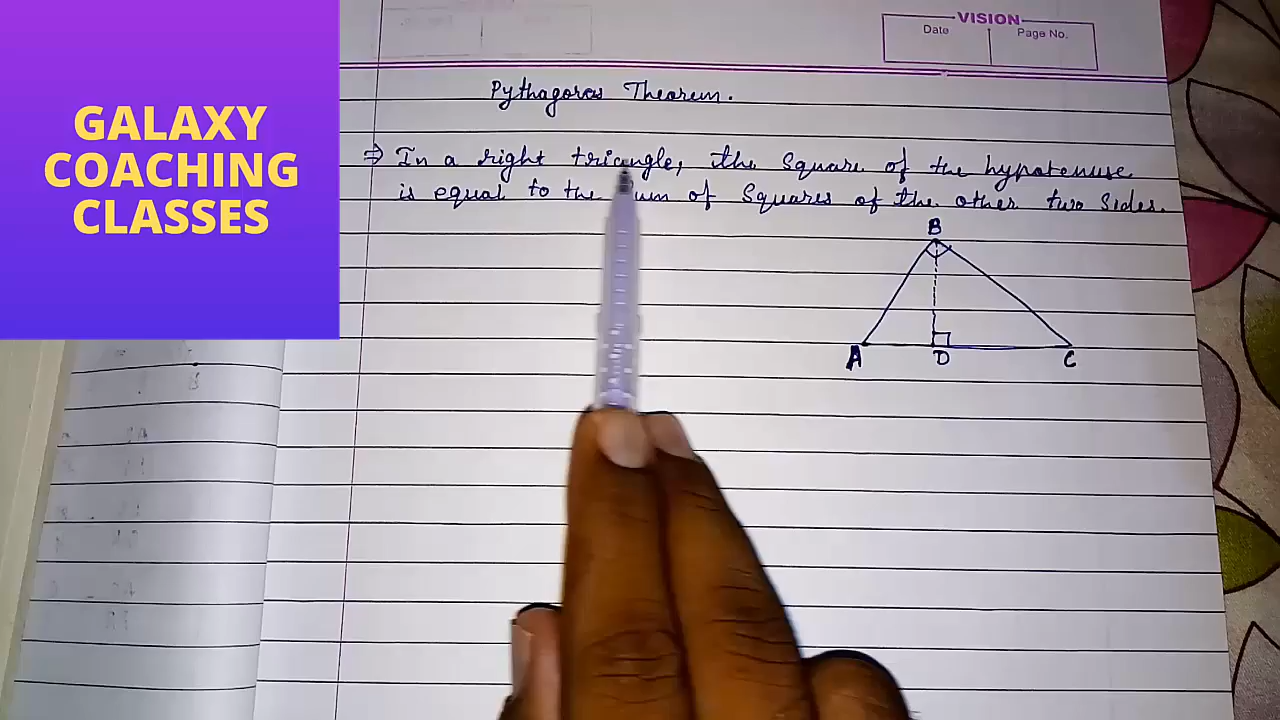 GALAXY
COACHING
CLASSES
VISION
Date
Page No.
Pythagoras Theorem.
⇒ In a right triangle, the square of the hypotenuse
is equal to the sum of squares of the other two sides.
B
A
D
C